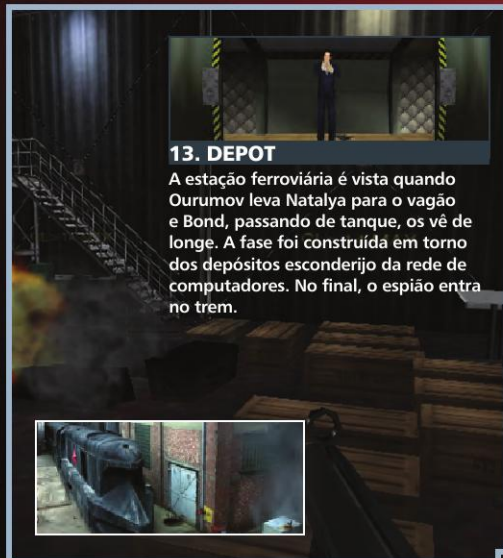 13. DEPOT
A estação ferroviária é vista quando
Ourumov leva Natalya para o vagão
e Bond, passando de tanque, os vê de
longe. A fase foi construída em torno
dos depósitos esconderijo da rede de
computadores. No final, o espião entra
no trem.